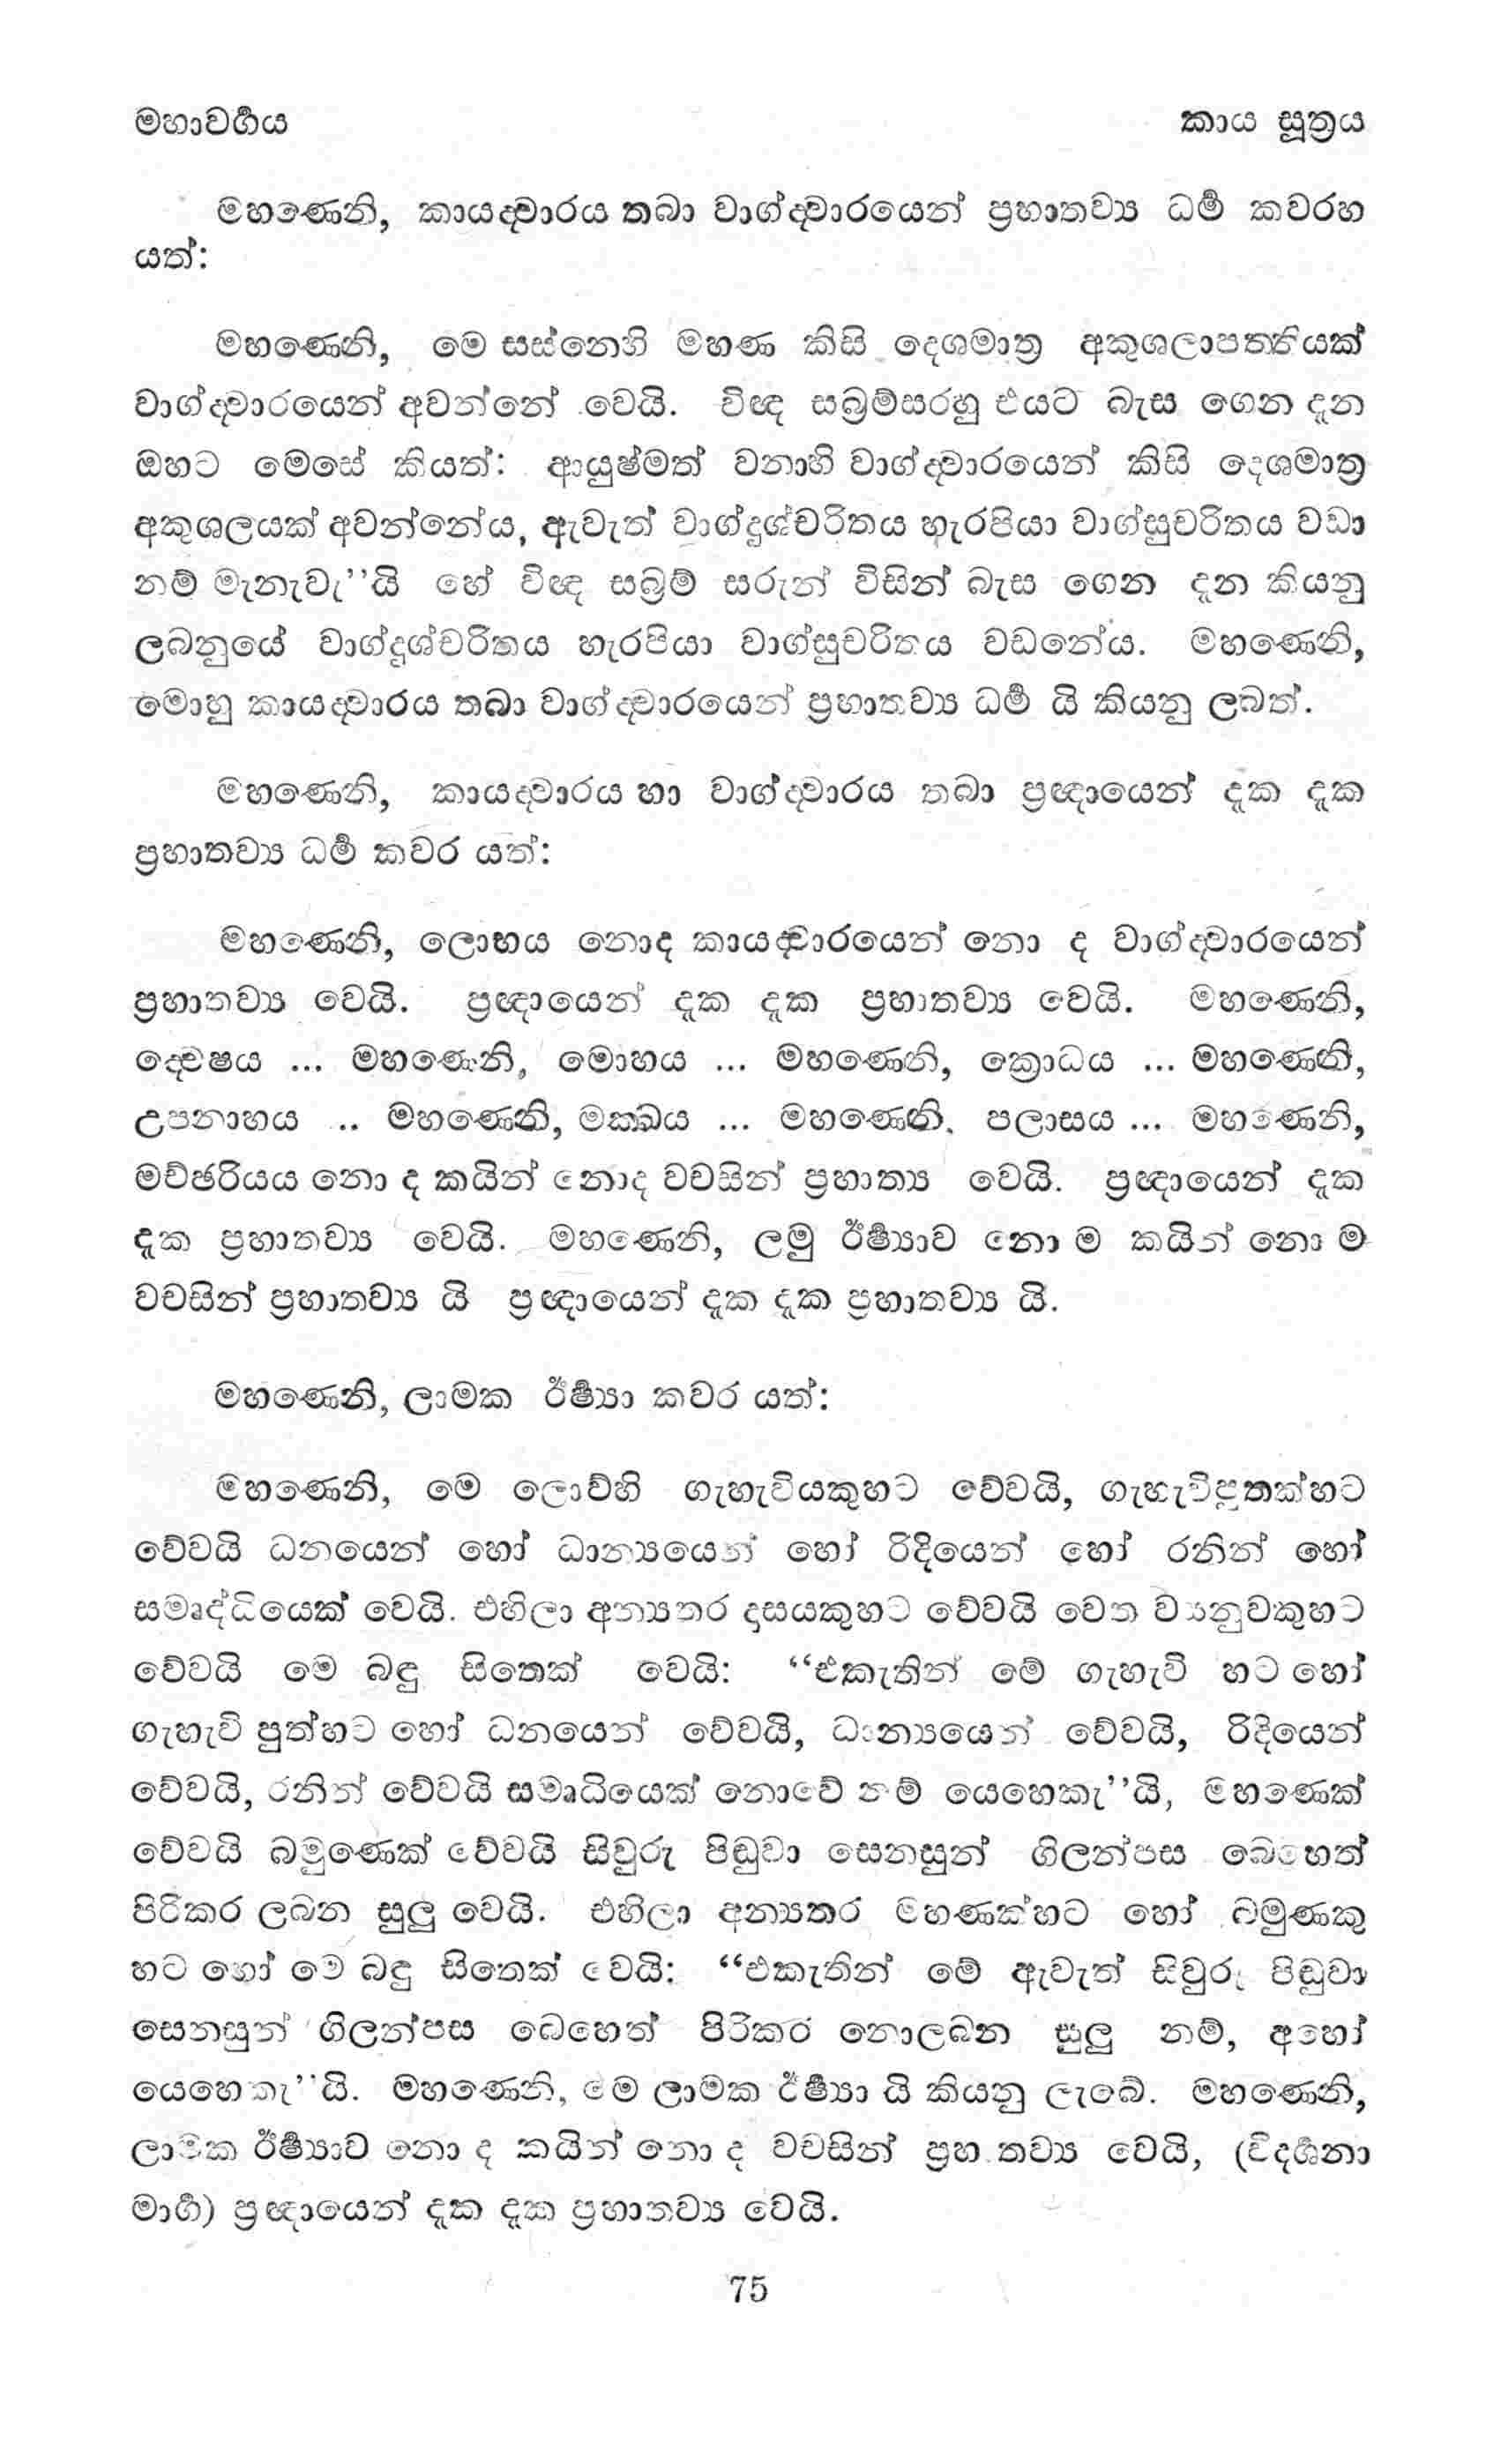 මහාවර්‍ගය
කාය සූත්‍රය
මහණෙනි, කායද්‍වාරය තබා වාග්ද්‍වාරයෙන් ප්‍රහාතව්‍ය ධර්‍ම කවරහ
යත්:
මහණෙනි, මෙ සස්නෙහි මහණ කිසි දෙශමාත්‍ර අකුශලාපත්තියක්
වාග්ද්‍වාරයෙන් අවන්නේ වෙයි. විඥ සබ්‍රම්සරහු එයට බැස ගෙන දැන
ඔහට මෙසේ කියත්: ආයුෂ්මත් වනාහි වාග්ද්‍වාරයෙන් කිසි දෙශමාත්‍ර
අකුශලයක් අවන්නේය, ඇවැත් වාග්දුශ්චරිතය හැරපියා වාග්සුචරිතය වඩා
නම් මැනැවැ’’යි හේ විඥ සබ්‍රම් සරුන් විසින් බැස ගෙන දැන කියනු
ලබනුයේ වාග්දුශ්චරිතය හැරපියා වාග්සුචරිතය වඩනේය. මහණෙනි,
මොහු කායද්‍වාරය තබා වාග්ද්‍වාරයෙන් ප්‍රහාතව්‍ය ධර්‍ම යි කියනු ලබත්.
මහණෙනි, කායද්‍වාරය හා වාග්ද්‍වාරය තබා ප්‍රඥායෙන් දැක දැක
ප්‍රහාතව්‍ය ධර්‍ම කවර යත්:
මහණෙනි, ලොභය නොද කායද්‍වාරයෙන් නො ද වාග්ද්‍වාරයෙන්
ප්‍රහාතව්‍ය වෙයි. ප්‍රඥායෙන් දැක දැක ප්‍රහාතව්‍ය වෙයි. මහණෙනි,
ද්‍වෙෂය ... මහණෙනි, මොහය ... මහණෙනි, ක්‍රොධය ... මහණෙනි,
උපනාහය .. මහණෙනි, මක්ඛය ... මහණෙනි. පලාසය ... මහණෙනි,
මච්ඡරියය නො ද කයින් නොද වචසින් ප්‍රහාත්‍ය වෙයි. ප්‍රඥායෙන් දැක
දැක ප්‍රහාතව්‍ය වෙයි. මහණෙනි, ලමු ඊර්‍ෂ්‍යාව නො ම කයින් නො ම
වචසින් ප්‍රහාතව්‍ය යි ප්‍රඥායෙන් දැක දැක ප්‍රහාතව්‍ය යි.
මහණෙනි, ලාමක ඊර්‍ෂ්‍යා කවර යත්:
මහණෙනි, මෙ ලොව්හි ගැහැවියකුහට වේවයි, ගැහැවිපුතක්හට
වේවයි ධනයෙන් හෝ ධාන්‍යයෙන් හෝ රිදියෙන් හෝ රනින් හෝ
සමෘද්ධියෙක් වෙයි. එහිලා අන්‍යතර දාසයකුහට වේවයි වෙත ව්‍යනුවකුහට
වේවයි මෙ බඳු සිතෙක් වෙයි: “එකැතින් මේ ගැහැවි හට හෝ
ගැහැවි පුත්හට හෝ ධනයෙන් වේවයි, ධාන්‍යයෙන් වේවයි, රිදියෙන්
වේවයි, රනින් වේවයි සමෘධියෙක් නොවේ නම් යෙහෙකැ’’යි, මහණෙක්
වේවයි බමුණෙක් වේවයි සිවුරු පිඬුවා සෙනසුන් ගිලන්පස බෙහෙත්
පිරිකර ලබන සුලු වෙයි. එහිලා අන්‍යතර මහණක්හට හෝ බමුණකු
හට හෝ මෙ බඳු සිතෙක් වෙයි: “එකැතින් මේ ඇවැත් සිවුරු පිඬුවා
සෙනසුන් ගිලන්පස බෙහෙත් පිරිකර නොලබන සුලු නම්, අහෝ
යෙහෙකැ’’යි. මහණෙනි, මෙ ලාමක ඊර්‍ෂ්‍යා යි කියනු ලැබේ. මහණෙනි,
ලාමක ඊර්‍ෂ්‍යාව නො ද කයින් නො ද වචසින් ප්‍රහාතව්‍ය වෙයි, (විදර්‍ශනා
මාර්‍ග) ප්‍රඥායෙන් දැක දැක ප්‍රහාතව්‍ය වෙයි.
75